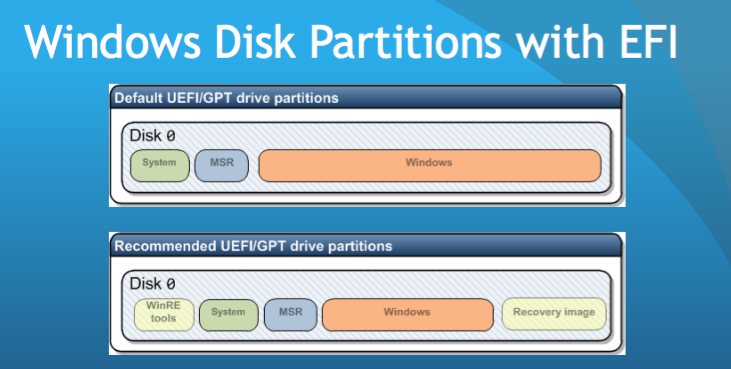 Windows Disk Partitions with EFI
Default UEFI/GPT drive partitions
Disk 0
System MSR Windows
Recommended UEFI/GPT drive partitions
Disk 0
WinRE
tools System MSR Windows Recovery image